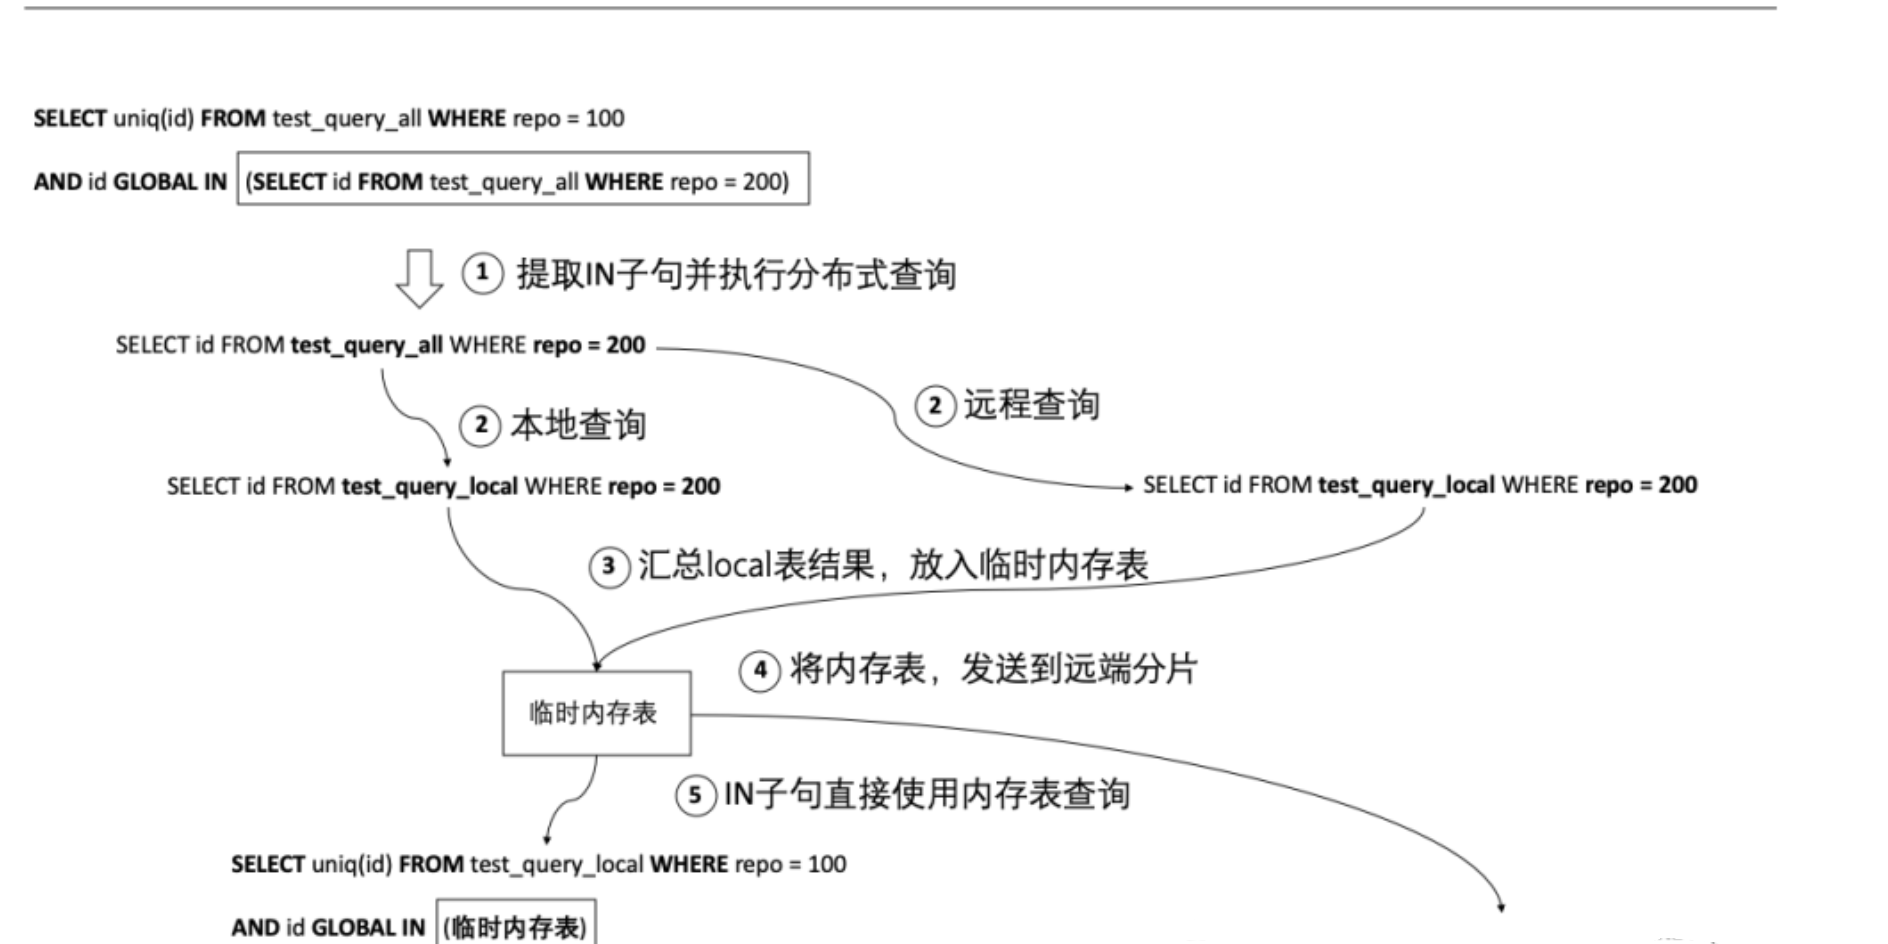 SELECT uniq(id) FROM test_query_all WHERE repo = 100
AND id GLOBAL IN (SELECT id FROM test_query_all WHERE repo = 200)
1 提取IN子句并执行分布式查询
SELECT id FROM test_query_all WHERE repo = 200
2 远程查询
2 本地查询
SELECT id FROM test_query_local WHERE repo = 200
SELECT id FROM test_query_local WHERE repo = 200
3 汇总local表结果，放入临时内存表
4 将内存表，发送到远端分片
临时内存表
5 IN子句直接使用内存表查询
SELECT uniq(id) FROM test_query_local WHERE repo = 100
AND id GLOBAL IN (临时内存表)